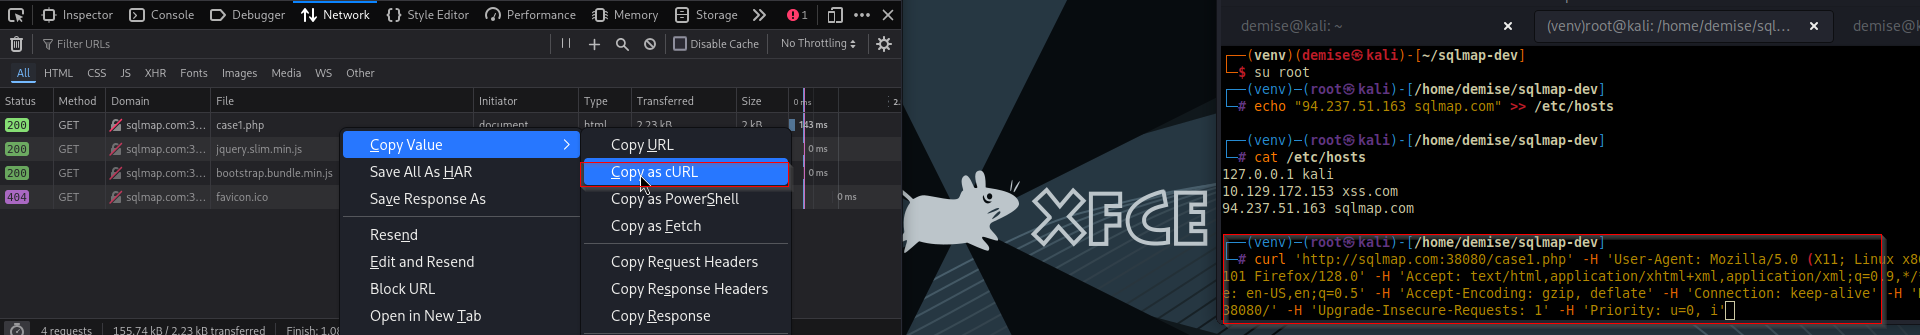 Inspector Console Debugger Network Style Editor Performance Memory Storage >> 1
Filter URLs Disable Cache No Throttling
All HTML CSS JS XHR Fonts Images Media WS Other
Status Method Domain File Initiator Type Transferred Size 0 ms 2.
200 GET sqlmap.com:3... case1.php document html 2.23 kB 2 kB 143 ms
200 GET sqlmap.com:3... jquery.slim.min.js 0 ms
200 GET sqlmap.com:3... bootstrap.bundle.min.js 0 ms
404 GET sqlmap.com:3... favicon.ico 0 ms
4 requests 155.74 kB / 2.23 kB transferred Finish: 1.08
Copy Value
Save All As HAR
Save Response As
Resend
Edit and Resend
Block URL
Open in New Tab
Copy URL
Copy as cURL
Copy as PowerShell
Copy as Fetch
Copy Request Headers
Copy Response Headers
Copy Response
XFCE
demise@kali: ~ (venv)root@kali: /home/demise/sql... demise@k
┌──(venv)(demise㉿kali)-[~/sqlmap-dev]
└─$ su root
┌──(venv)─(root㉿kali)-[/home/demise/sqlmap-dev]
└─# echo "94.237.51.163 sqlmap.com" >> /etc/hosts
┌──(venv)─(root㉿kali)-[/home/demise/sqlmap-dev]
└─# cat /etc/hosts
127.0.0.1 kali
10.129.172.153 xss.com
94.237.51.163 sqlmap.com
┌──(venv)─(root㉿kali)-[/home/demise/sqlmap-dev]
└─# curl 'http://sqlmap.com:38080/case1.php' -H 'User-Agent: Mozilla/5.0 (X11; Linux x8
101 Firefox/128.0' -H 'Accept: text/html,application/xhtml+xml,application/xml;q=0.9,*/
e: en-US,en;q=0.5' -H 'Accept-Encoding: gzip, deflate' -H 'Connection: keep-alive' -H '
38080/' -H 'Upgrade-Insecure-Requests: 1' -H 'Priority: u=0, i'